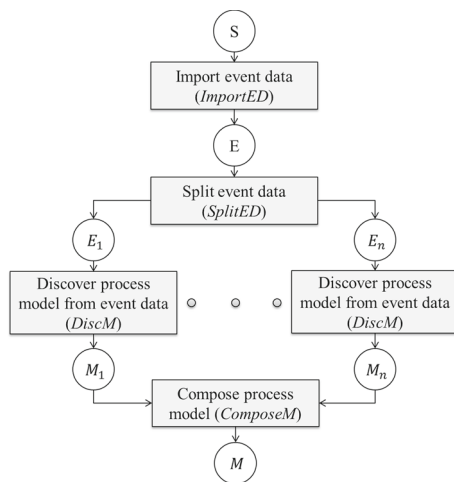 S
Import event data
(ImportED)
E
Split event data
(SplitED)
E1
En
Discover process
model from event data
(DiscM)
Discover process
model from event data
(DiscM)
M1
Mn
Compose process
model (ComposeM)
M